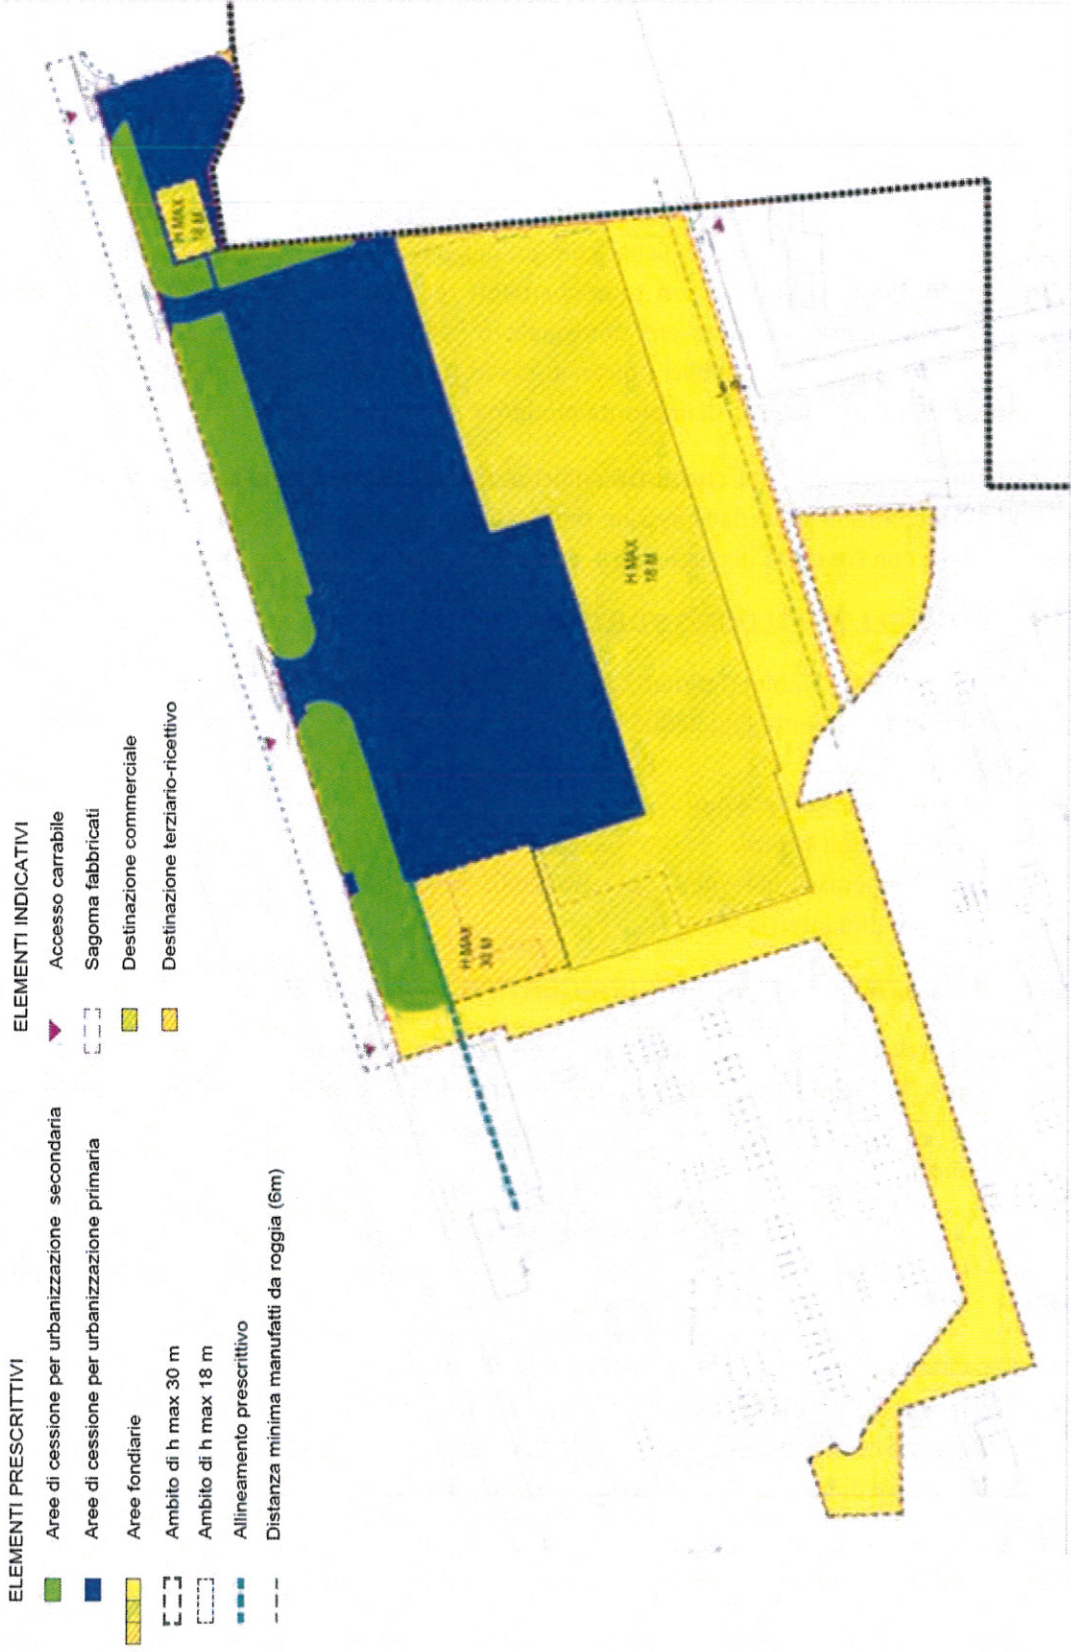 ELEMENTI PRESCRITTIVI
Aree di cessione per urbanizzazione secondaria
Aree di cessione per urbanizzazione primaria
Aree fondiarie
Ambito di h max 30 m
Ambito di h max 18 m
Allineamento prescrittivo
Distanza minima manufatti da roggia (6m)
ELEMENTI INDICATIVI
Accesso carrabile
Sagoma fabbricati
Destinazione commerciale
Destinazione terziario-ricettivo
H MAX
30 M
H MAX
18 M
H MAX
18 M